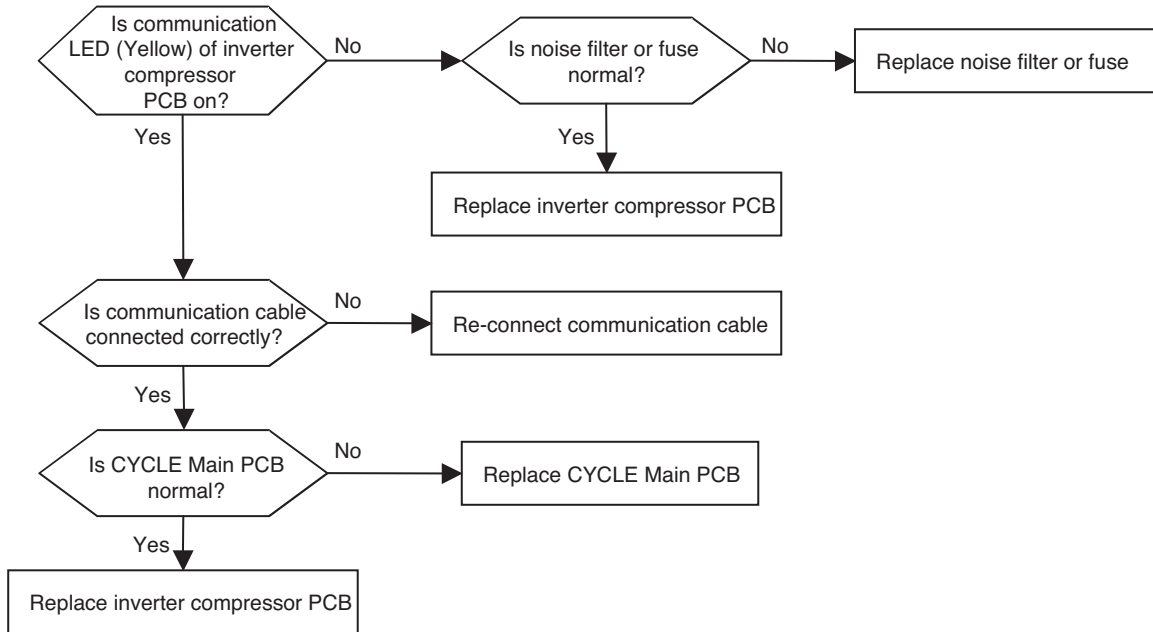 Is communication
LED (Yellow) of inverter
compressor
PCB on?
No
Is noise filter or fuse
normal?
No
Replace noise filter or fuse
Yes
Yes
Replace inverter compressor PCB
Is communication cable
connected correctly?
No
Re-connect communication cable
Yes
Is CYCLE Main PCB
normal?
No
Replace CYCLE Main PCB
Yes
Replace inverter compressor PCB